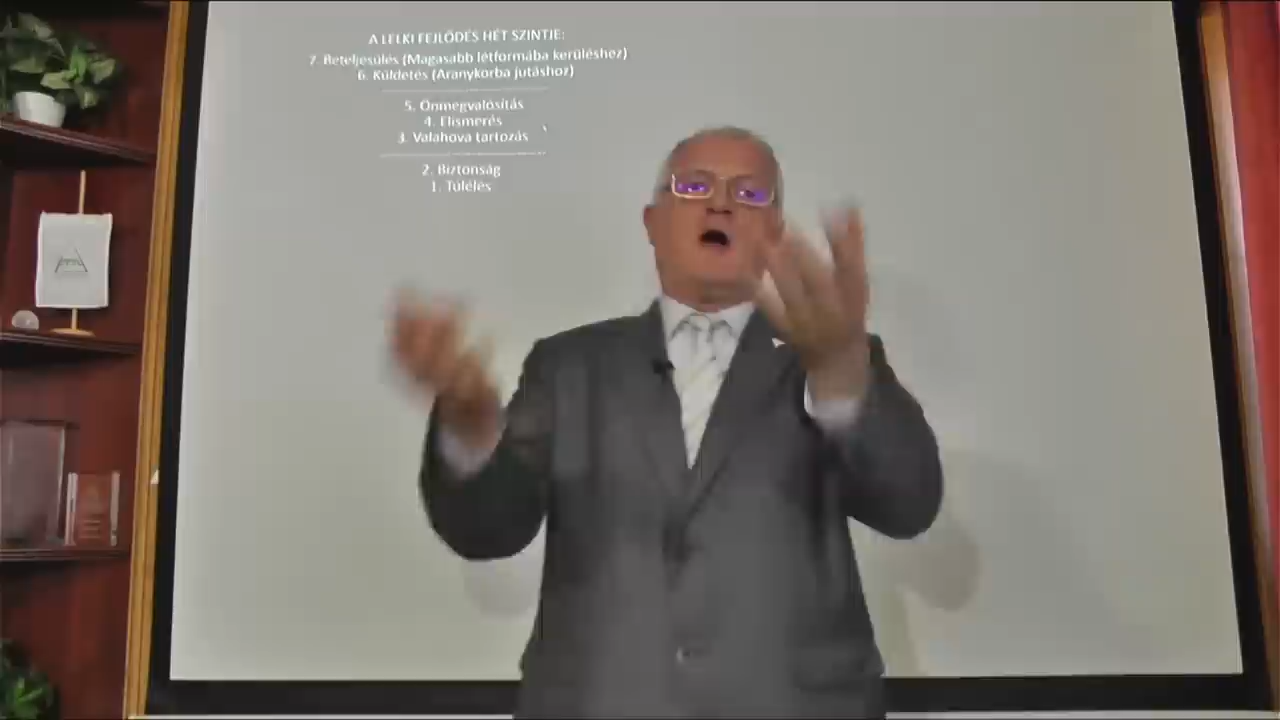 A LELKI FEJLŐDÉS HÉT SZINTJE:
7. Beteljesülés (Magasabb létformába kerüléshez)
6. Küldetés (Aranykorba jutáshoz)
5. Önmegvalósítás
4. Elismerés
3. Valahova tartozás
2. Biztonság
1. Túlélés